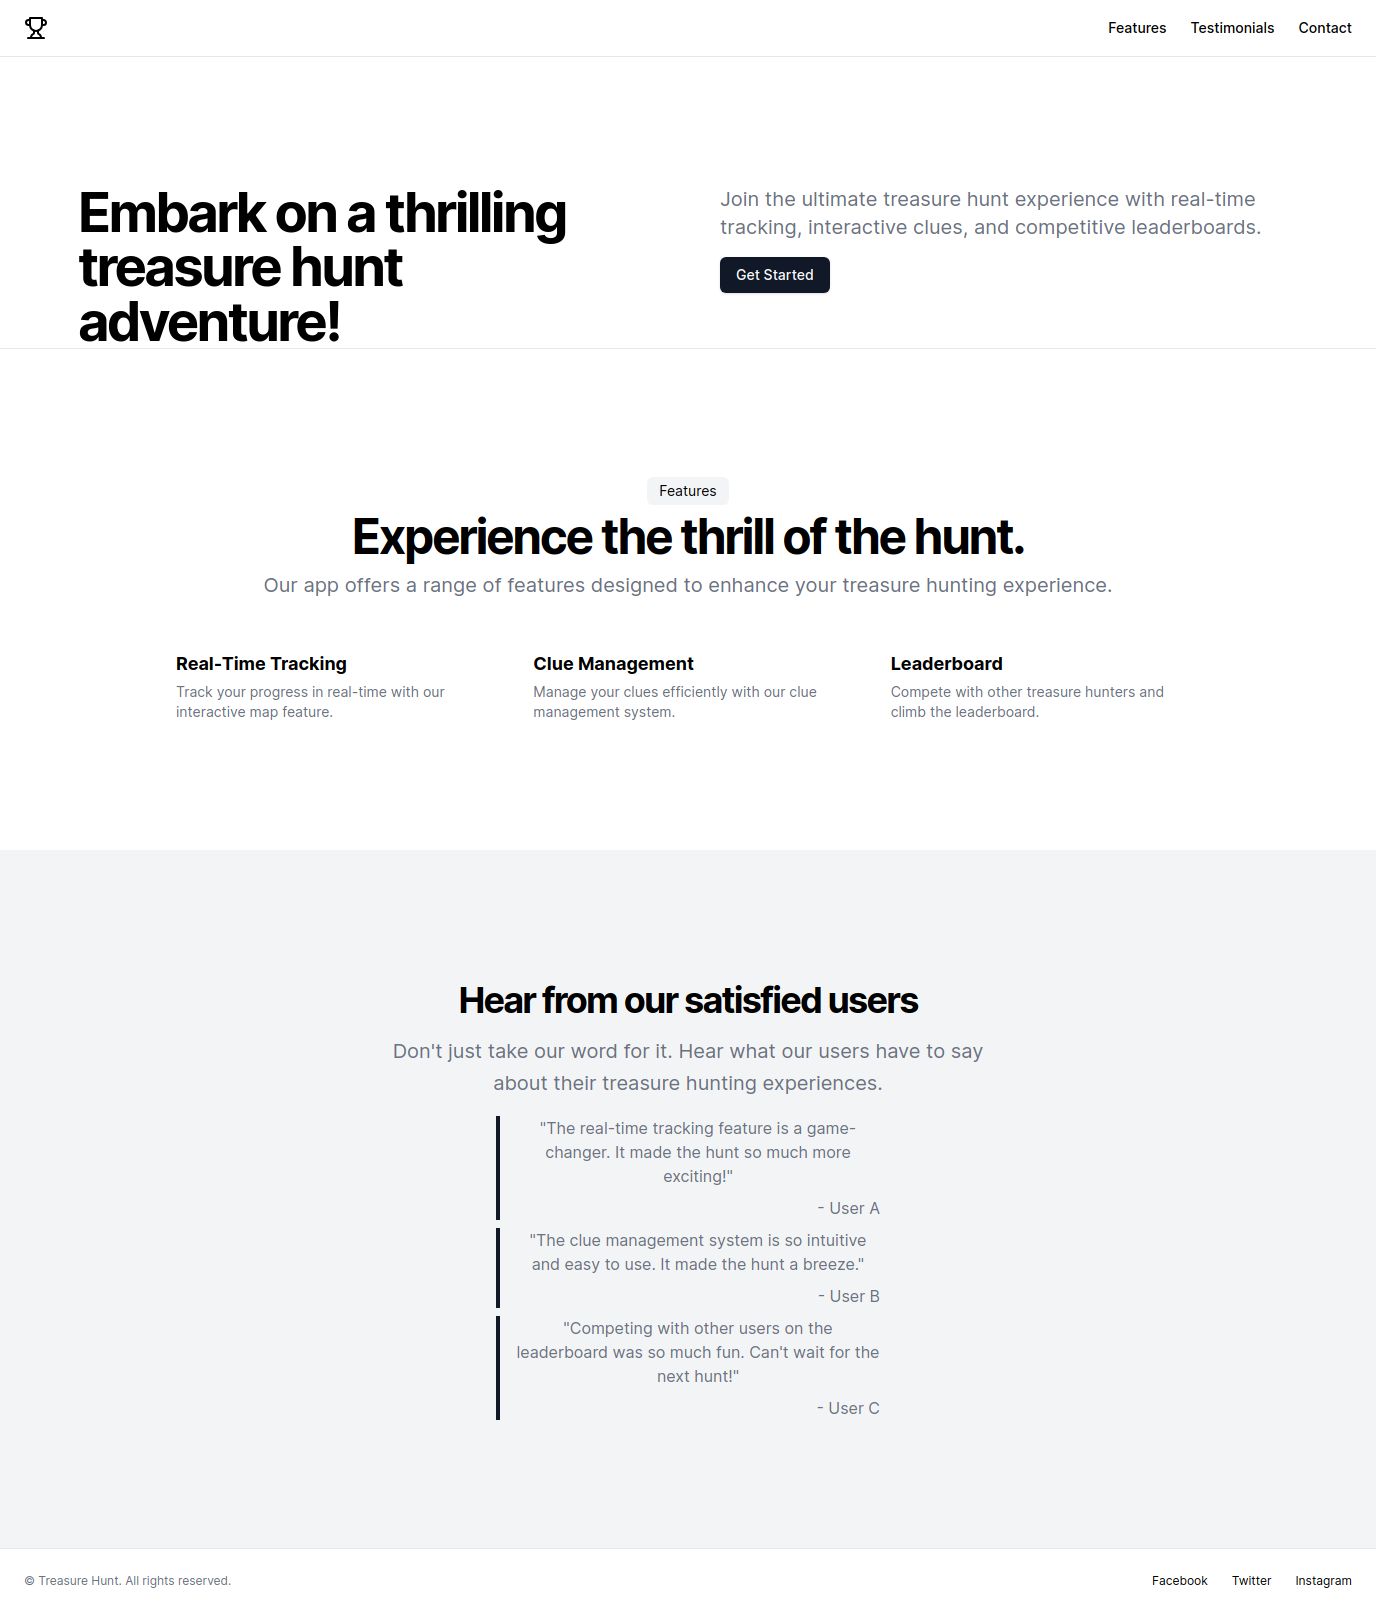 Features Testimonials Contact
Embark on a thrilling
treasure hunt
adventure!
Join the ultimate treasure hunt experience with real-time
tracking, interactive clues, and competitive leaderboards.
Get Started
Features
Experience the thrill of the hunt.
Our app offers a range of features designed to enhance your treasure hunting experience.
Real-Time Tracking
Track your progress in real-time with our
interactive map feature.
Clue Management
Manage your clues efficiently with our clue
management system.
Leaderboard
Compete with other treasure hunters and
climb the leaderboard.
Hear from our satisfied users
Don't just take our word for it. Hear what our users have to say
about their treasure hunting experiences.
"The real-time tracking feature is a game-
changer. It made the hunt so much more
exciting!"
- User A
"The clue management system is so intuitive
and easy to use. It made the hunt a breeze."
- User B
"Competing with other users on the
leaderboard was so much fun. Can't wait for the
next hunt!"
- User C
© Treasure Hunt. All rights reserved.
Facebook Twitter Instagram